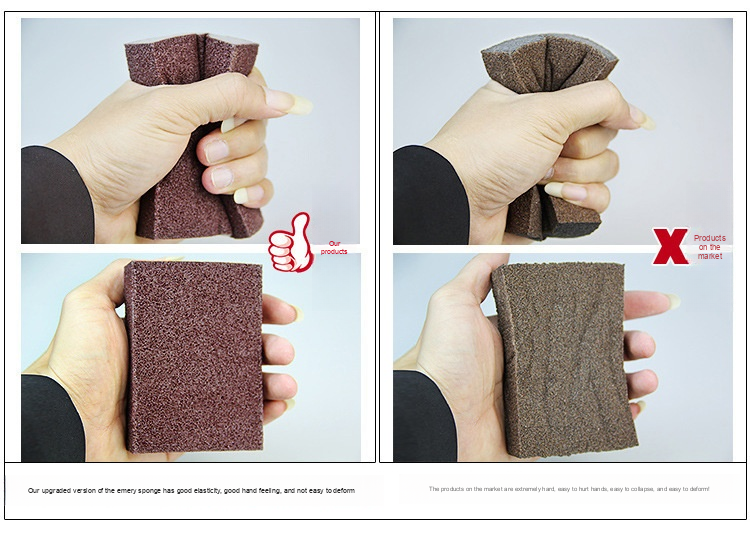 Our
products
Products
on the
market
Our upgraded version of the emery sponge has good elasticity, good hand feeling, and not easy to deform
The products on the market are extremely hard, easy to hurt hands, easy to collapse, and easy to deform!